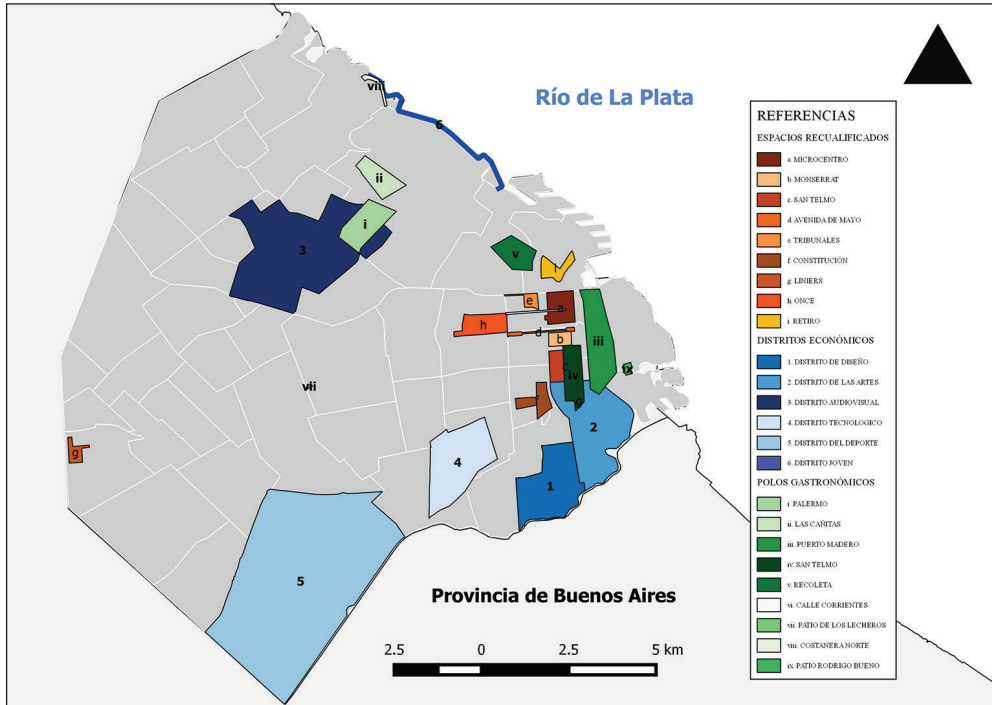 Río de La Plata
viii
6
ii
i
3
v
i
e
a.
h
d
b
iii
c
iv
ix
vii
g
f
g
2
4
1
5
Provincia de Buenos Aires
2.5 0 2.5 5 km
REFERENCIAS
ESPACIOS RECUALIFICADOS
a. MICROCENTRO
b. MONSERRAT
c. SAN TELMO
d. AVENIDA DE MAYO
e. TRIBUNALES
f. CONSTITUCIÓN
g. LINIERS
h. ONCE
i. RETIRO
DISTRITOS ECONÓMICOS
1. DISTRITO DE DISEÑO
2. DISTRITO DE LAS ARTES
3. DISTRITO AUDIOVISUAL
4. DISTRITO TECNOLOGICO
5. DISTRITO DEL DEPORTE
6. DISTRITO JOVEN
POLOS GASTRONÓMICOS
i. PALERMO
ii. LAS CAÑITAS
iii. PUERTO MADERO
iv. SAN TELMO
v. RECOLETA
vi. CALLE CORRIENTES
vii. PATIO DE LOS LECHEROS
viii. COSTANERA NORTE
ix. PATIO RODRIGO BUENO